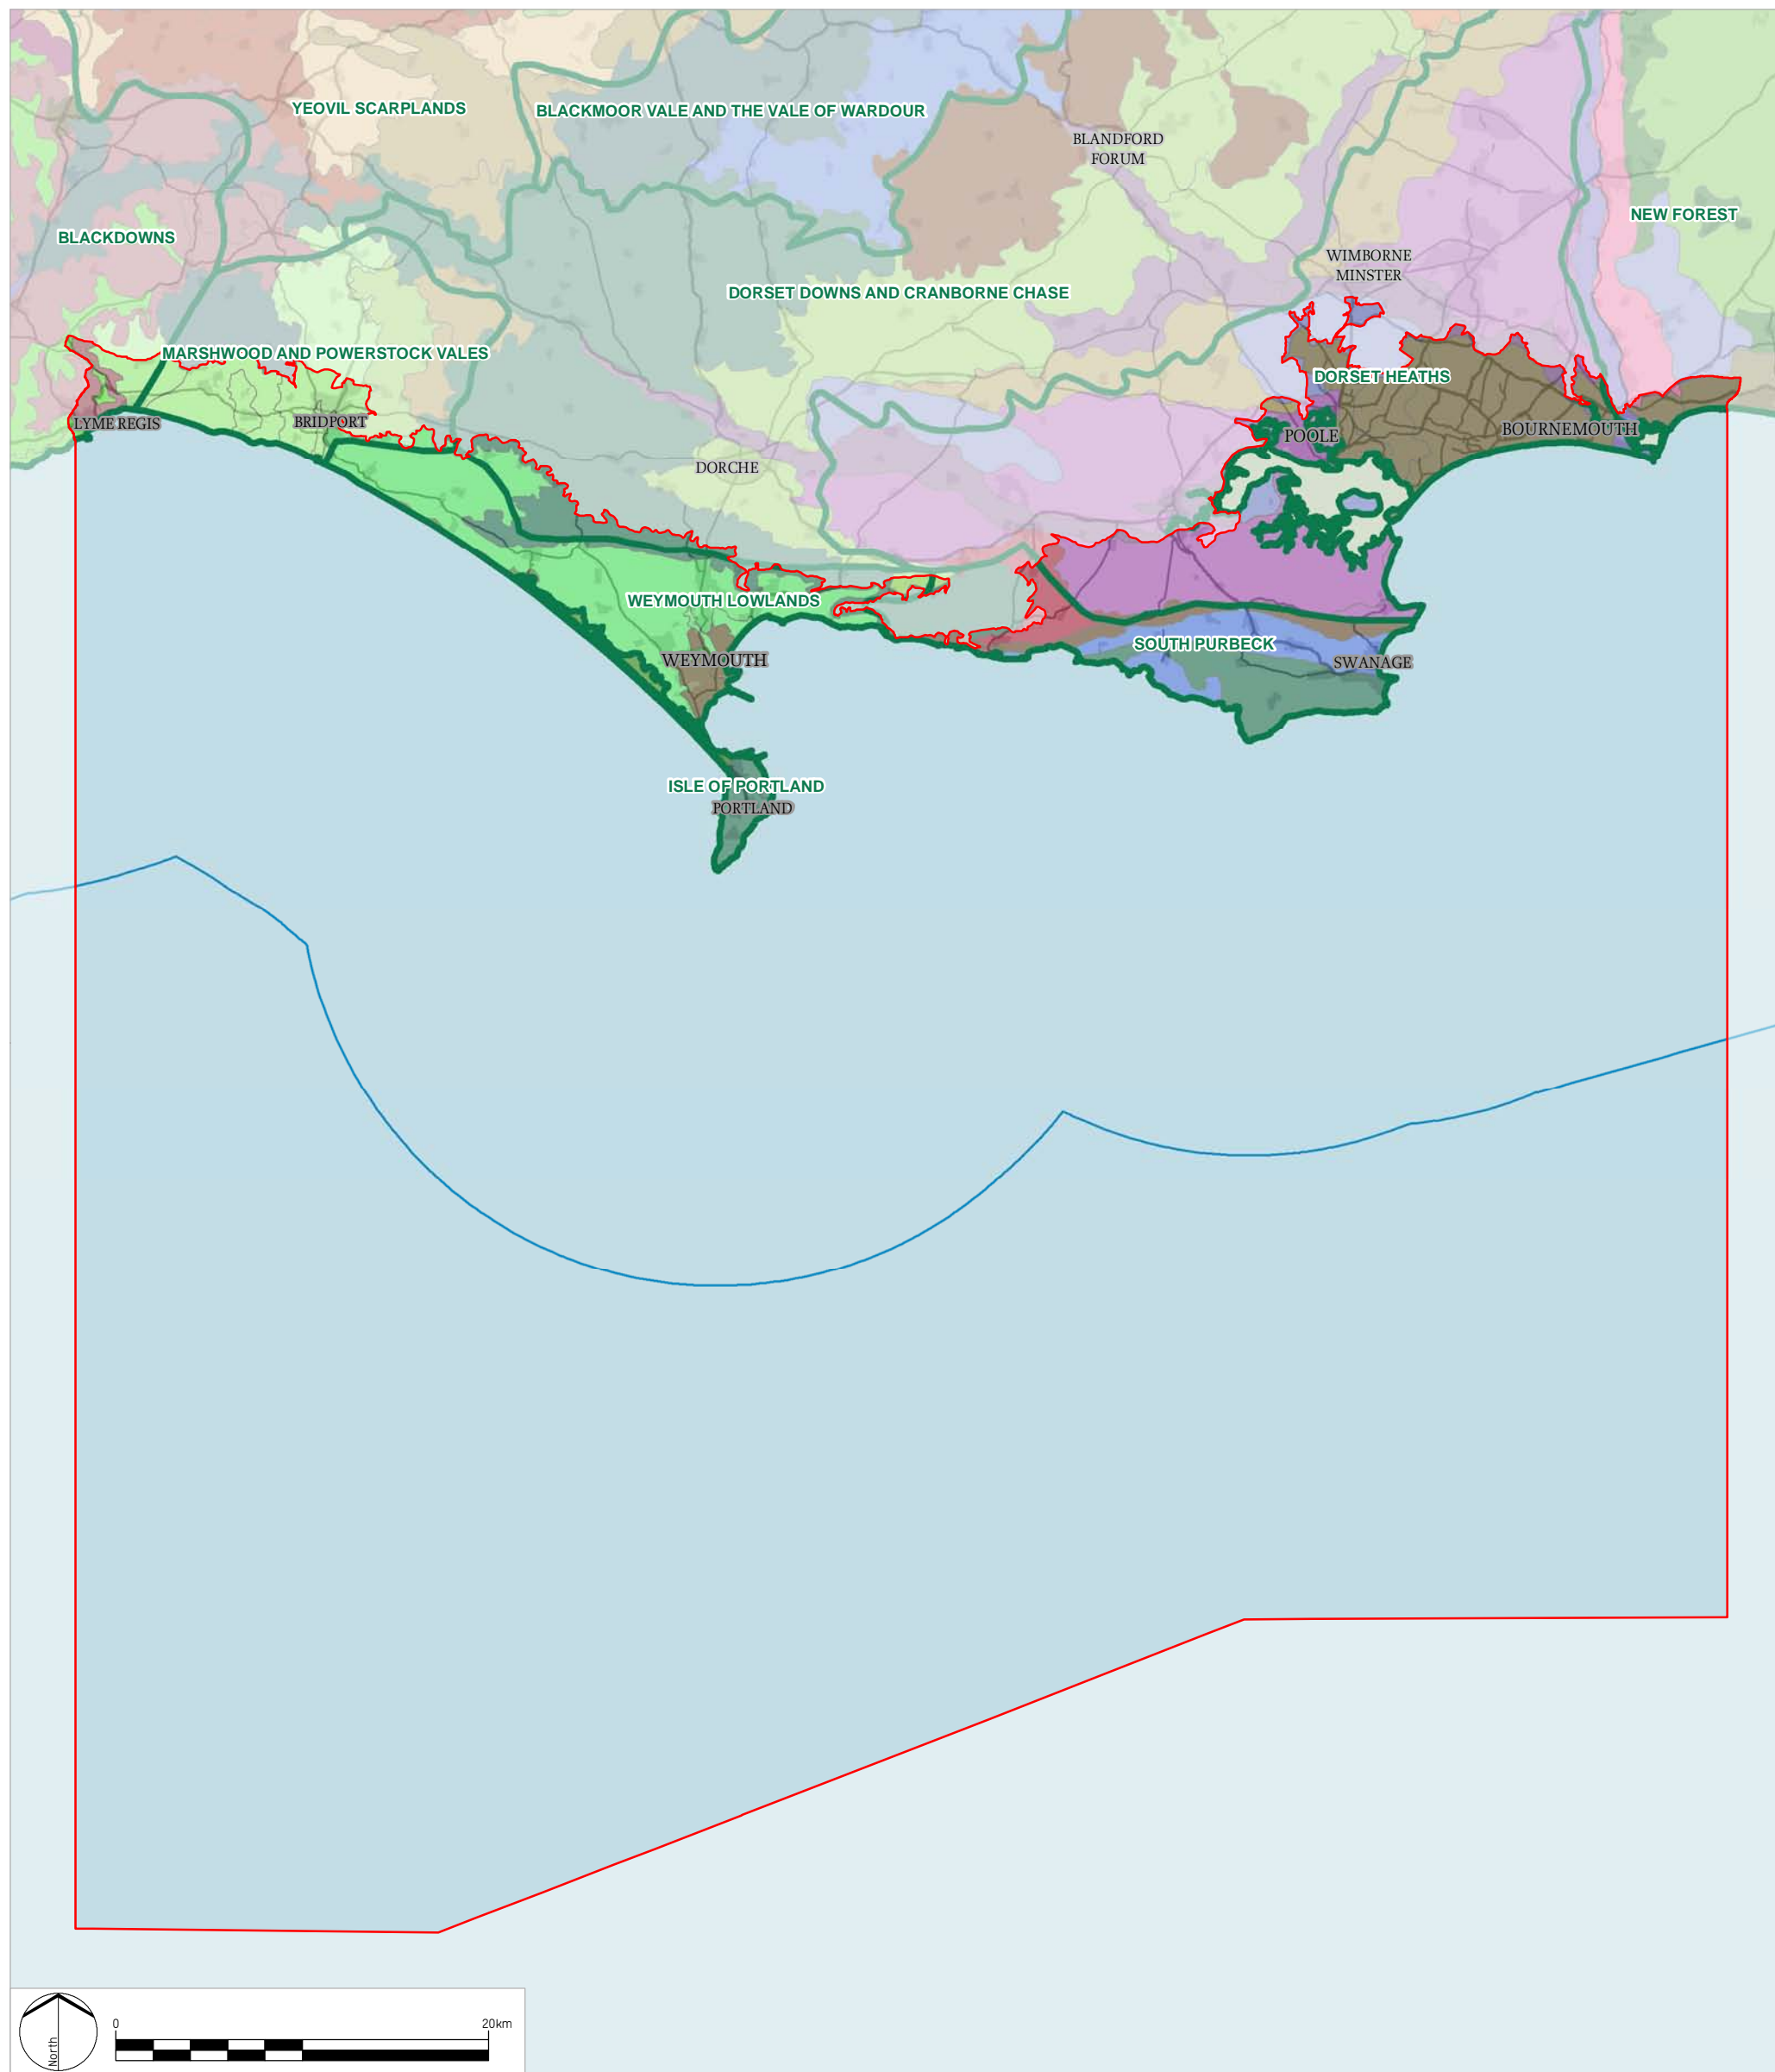 YEOVIL SCARPLANDS
BLACKMOOR VALE AND THE VALE OF WARDOUR
BLANDFORD
FORUM
NEW FOREST
BLACKDOWNS
WIMBORNE
MINSTER
DORSET DOWNS AND CRANBORNE CHASE
MARSHWOOD AND POWERSTOCK VALES
DORSET HEATHS
LYME REGIS
BRIDPORT
POOLE
BOURNEMOUTH
DORCHE
WEYMOUTH LOWLANDS
SOUTH PURBECK
WEYMOUTH
SWANAGE
ISLE OF PORTLAND
PORTLAND
North
0
20km